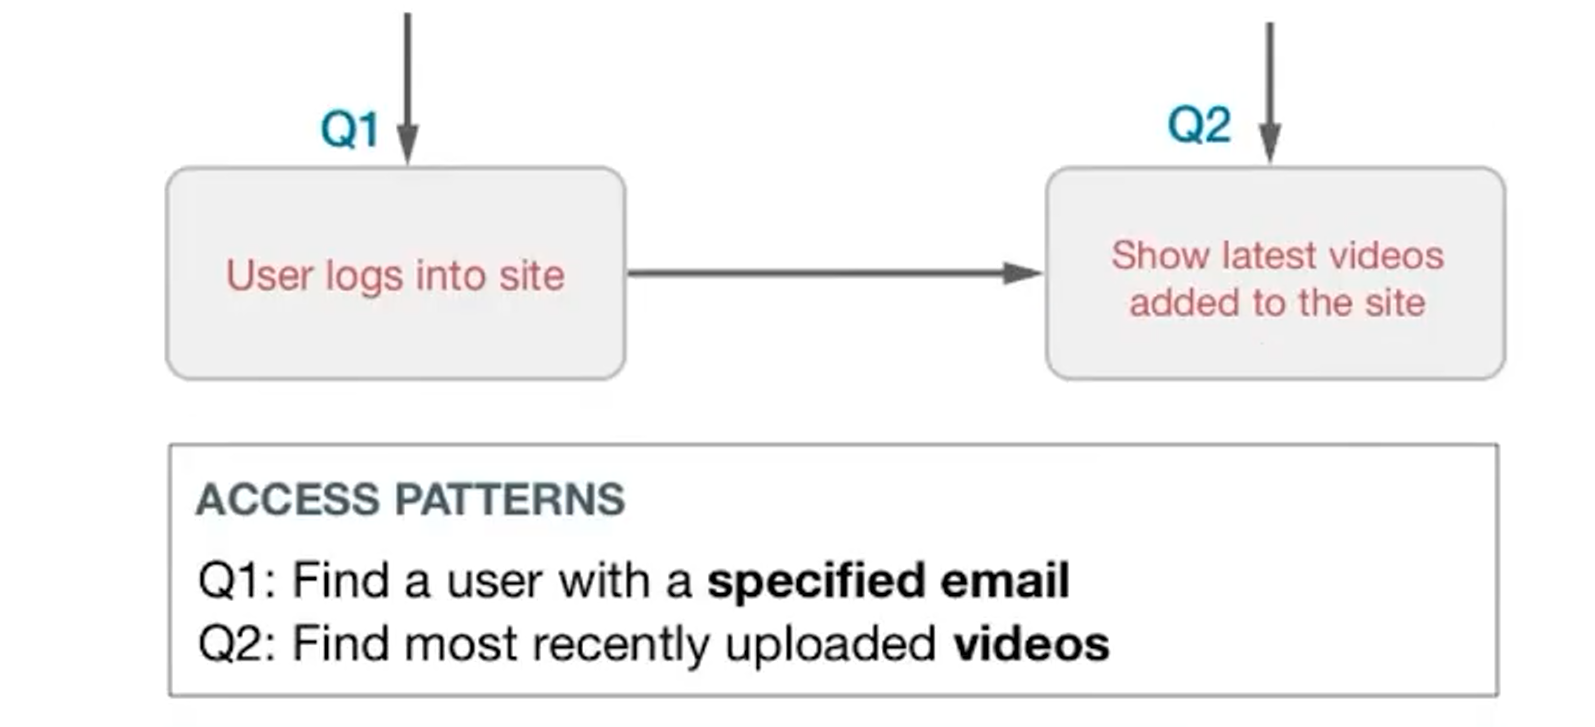 Q1
Q2
User logs into site
Show latest videos
added to the site
ACCESS PATTERNS
Q1: Find a user with a specified email
Q2: Find most recently uploaded videos